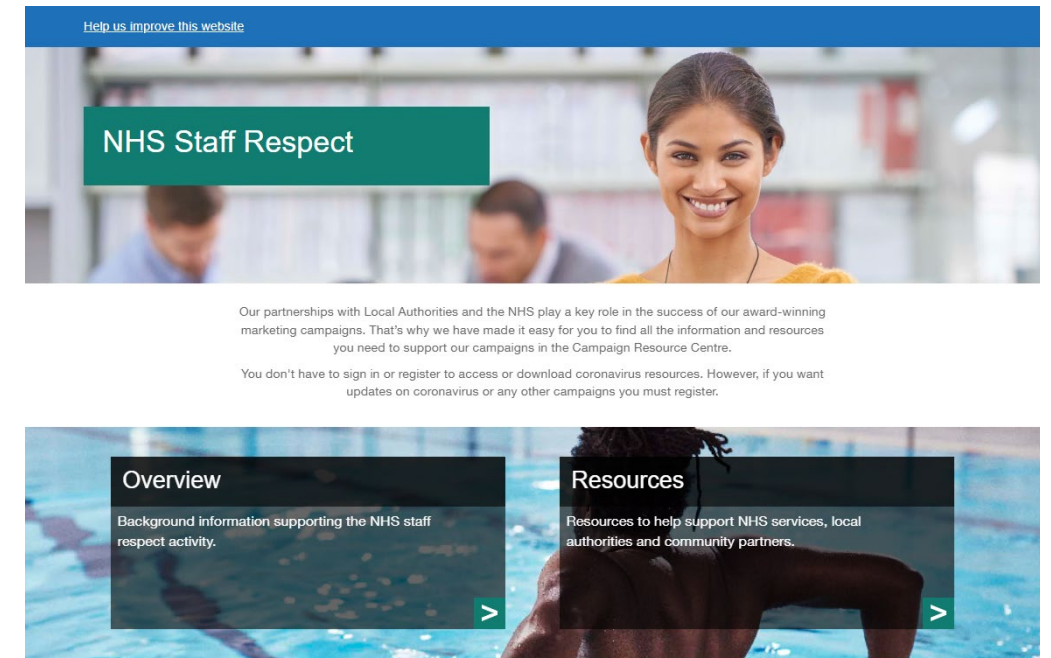 Help us improve this website
NHS Staff Respect
Our partnerships with Local Authorities and the NHS play a key role in the success of our award-winning
marketing campaigns. That's why we have made it easy for you to find all the information and resources
you need to support our campaigns in the Campaign Resource Centre.
You don't have to sign in or register to access or download coronavirus resources. However, if you want
updates on coronavirus or any other campaigns you must register.
Overview
Background information supporting the NHS staff
respect activity.
>
Resources
Resources to help support NHS services, local
authorities and community partners.
>